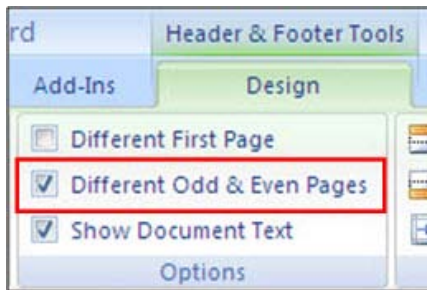 rd
Header & Footer Tools
Add-Ins
Design
Different First Page
Different Odd & Even Pages
Show Document Text
Options